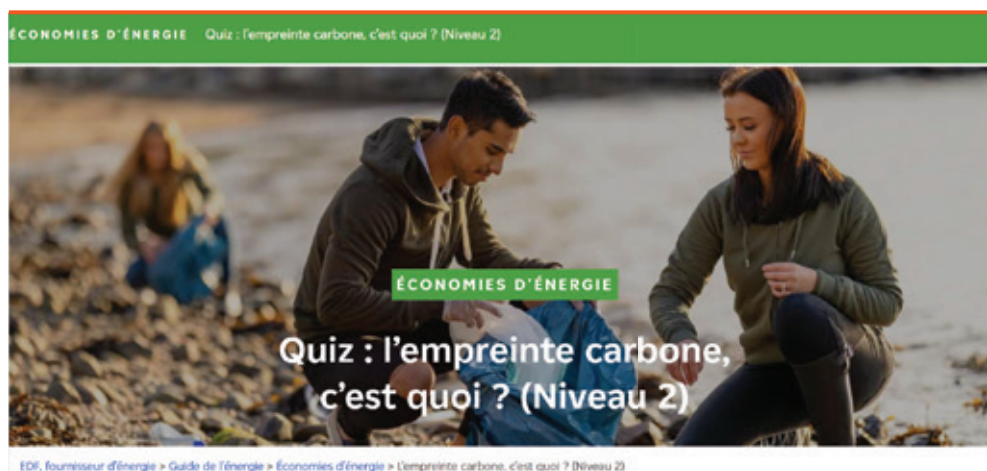 ÉCONOMIES D'ÉNERGIE Quiz : l'empreinte carbone, c'est quoi ? (Niveau 2)
ÉCONOMIES D'ÉNERGIE
Quiz : l'empreinte carbone,
c'est quoi ? (Niveau 2)
EDF, fournisseur d'énergie > Guide de l'énergie > Économies d'énergie > L'empreinte carbone, c'est quoi ? (Niveau 2)